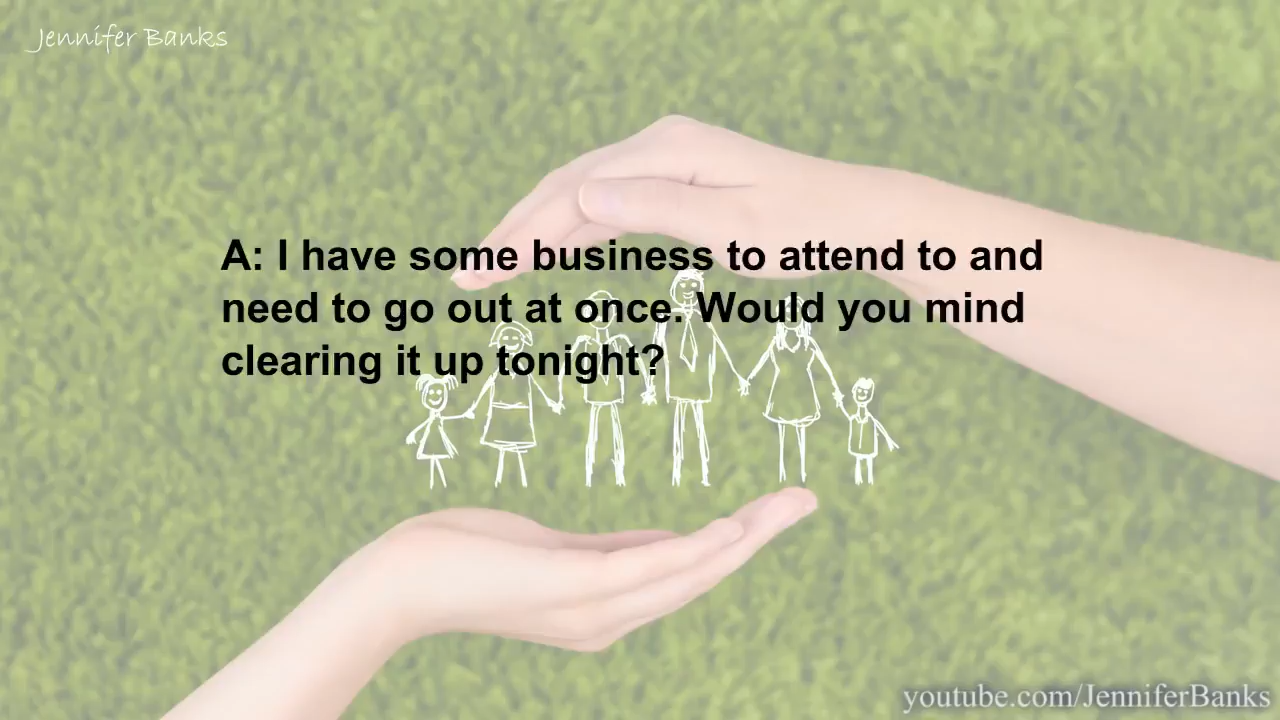 Jennifer Banks
A: I have some business to attend to and
need to go out at once. Would you mind
clearing it up tonight?
youtube.com/JenniferBanks